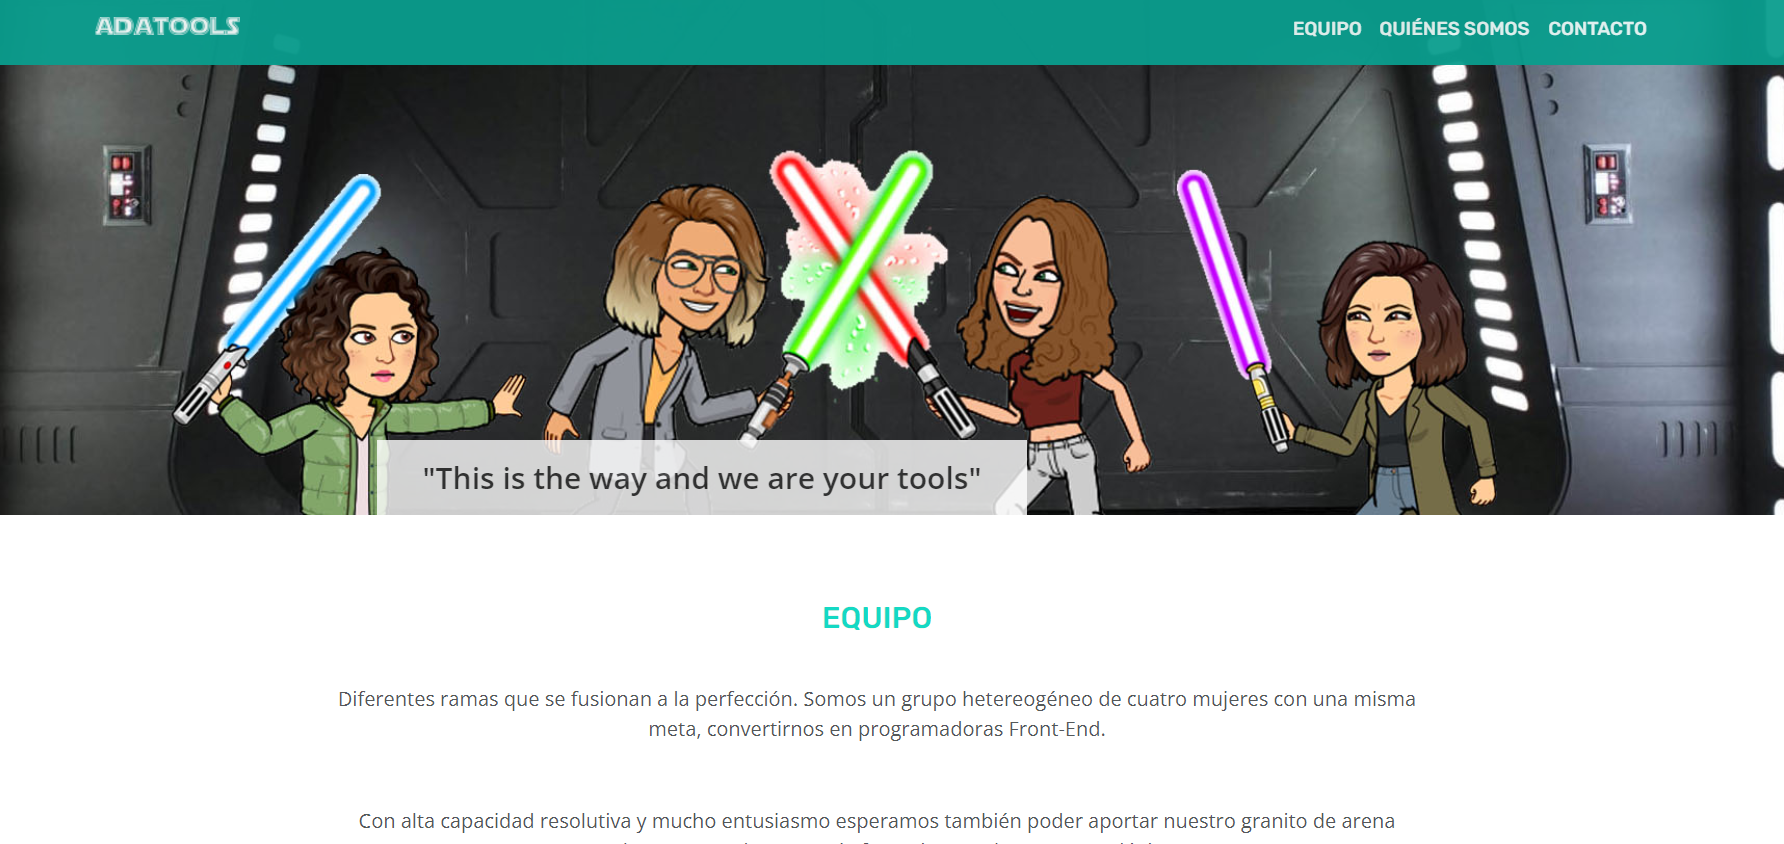 ADATOOLS
EQUIPO QUIÉNES SOMOS CONTACTO
"This is the way and we are your tools"
EQUIPO
Diferentes ramas que se fusionan a la perfección. Somos un grupo hetereogéneo de cuatro mujeres con una misma
meta, convertirnos en programadoras Front-End.
Con alta capacidad resolutiva y mucho entusiasmo esperamos también poder aportar nuestro granito de arena